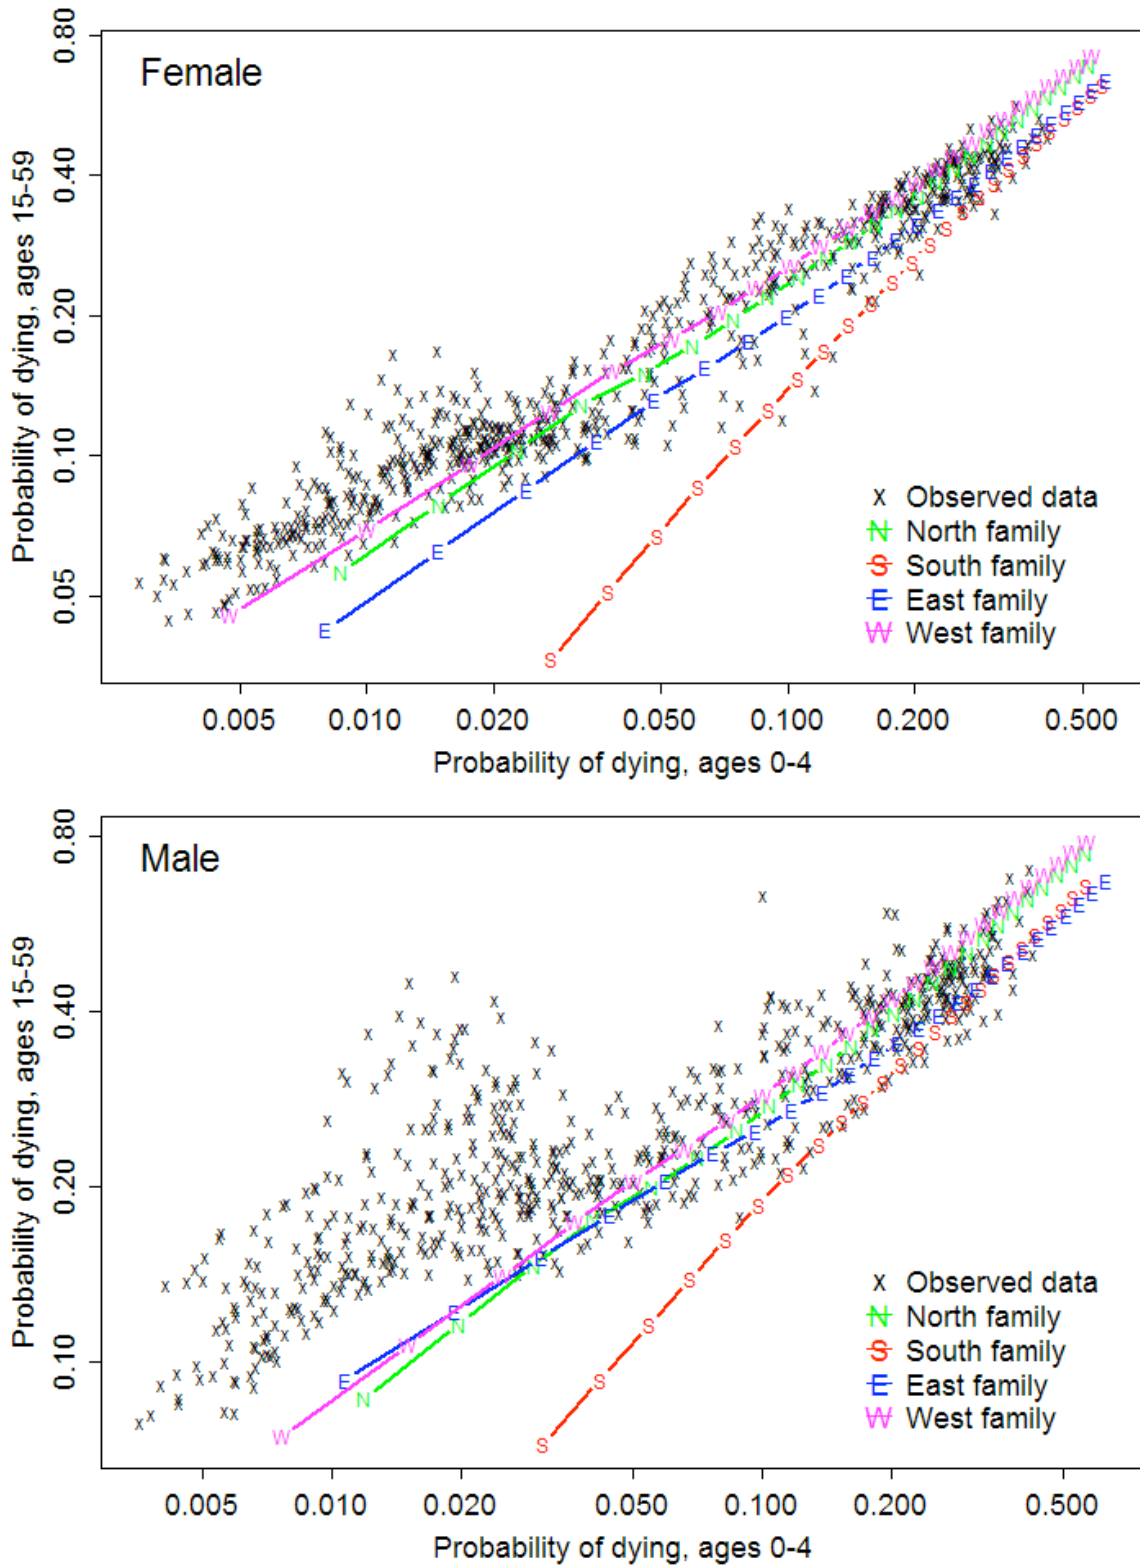 Female
0.80
0.40
0.20
0.10
0.05
Probability of dying, ages 15-59
X Observed data
N North family
S South family
E East family
W West family
0.005 0.010 0.020 0.050 0.100 0.200 0.500
Probability of dying, ages 0-4
Male
0.80
0.40
0.20
0.10
Probability of dying, ages 15-59
X Observed data
N North family
S South family
E East family
W West family
0.005 0.010 0.020 0.050 0.100 0.200 0.500
Probability of dying, ages 0-4